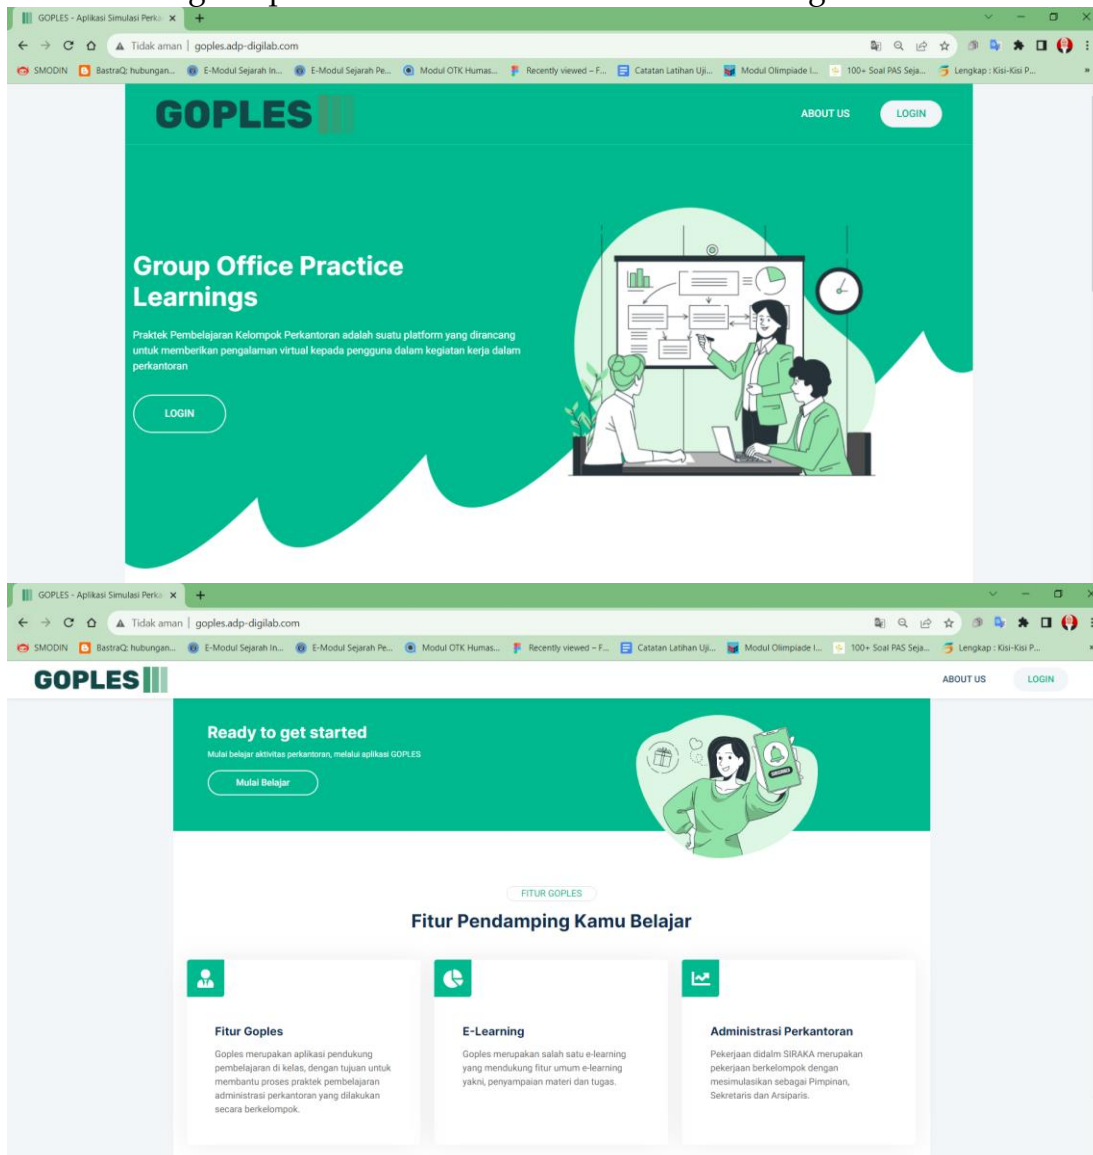 GOPLES - Aplikasi Simulasi Perka
Tidak aman | goples.adp-digilab.com
SMODIN BastraQ: hubungan... E-Modul Sejarah In... E-Modul Sejarah Pe... Modul OTK Humas... Recently viewed – F... Catatan Latihan Uji... Modul Olimpiade I... 100+ Soal PAS Seja... Lengkap : Kisi-Kisi P...
GOPLES
ABOUT US LOGIN
Group Office Practice
Learnings
Praktek Pembelajaran Kelompok Perkantoran adalah suatu platform yang dirancang
untuk memberikan pengalaman virtual kepada pengguna dalam kegiatan kerja dalam
perkantoran
LOGIN
GOPLES - Aplikasi Simulasi Perka
Tidak aman | goples.adp-digilab.com
SMODIN BastraQ: hubungan... E-Modul Sejarah In... E-Modul Sejarah Pe... Modul OTK Humas... Recently viewed – F... Catatan Latihan Uji... Modul Olimpiade I... 100+ Soal PAS Seja... Lengkap : Kisi-Kisi P...
GOPLES
ABOUT US LOGIN
Ready to get started
Mulai belajar aktivitas perkantoran, melalui aplikasi GOPLES
Mulai Belajar
FITUR GOPLES
Fitur Pendamping Kamu Belajar
Fitur Goples
Goples merupakan aplikasi pendukung
pembelajaran di kelas, dengan tujuan untuk
membantu proses praktek pembelajaran
administrasi perkantoran yang dilakukan
secara berkelompok.
E-Learning
Goples merupakan salah satu e-learning
yang mendukung fitur umum e-learning
yakni, penyampaian materi dan tugas.
Administrasi Perkantoran
Pekerjaan didalm SIRAKA merupakan
pekerjaan berkelompok dengan
mesimulasikan sebagai Pimpinan,
Sekretaris dan Arsiparis.